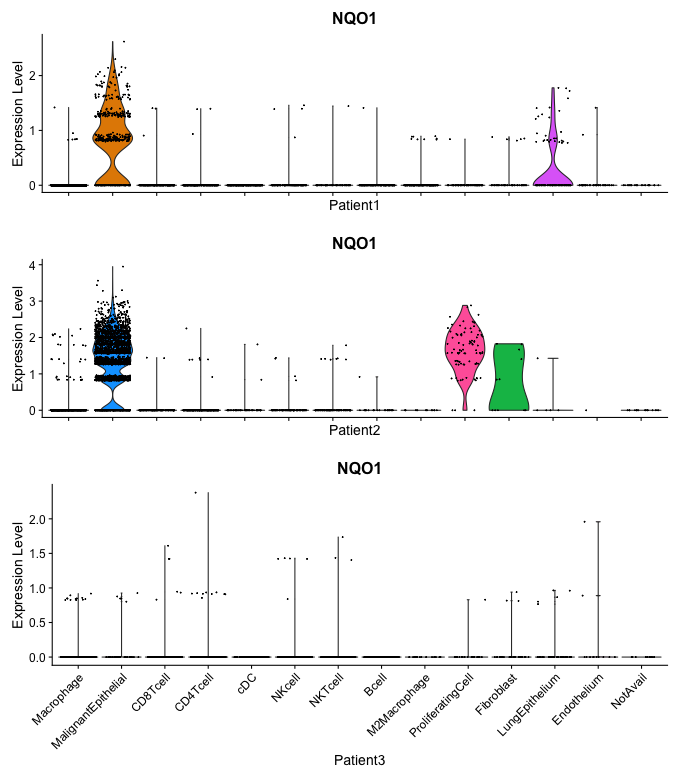 NQO1
Expression Level
2
1
0
Patient1
NQO1
Expression Level
4
3
2
1
0
Patient2
NQO1
Expression Level
2.0
1.5
1.0
0.5
0.0
Macrophage
MalignantEpithelial
CD8Tcell
CD4Tcell
cDC
NKcell
NKTcell
Bcell
M2Macrophage
ProliferatingCell
Fibroblast
LungEpithelium
Endothelium
NotAvail
Patient3